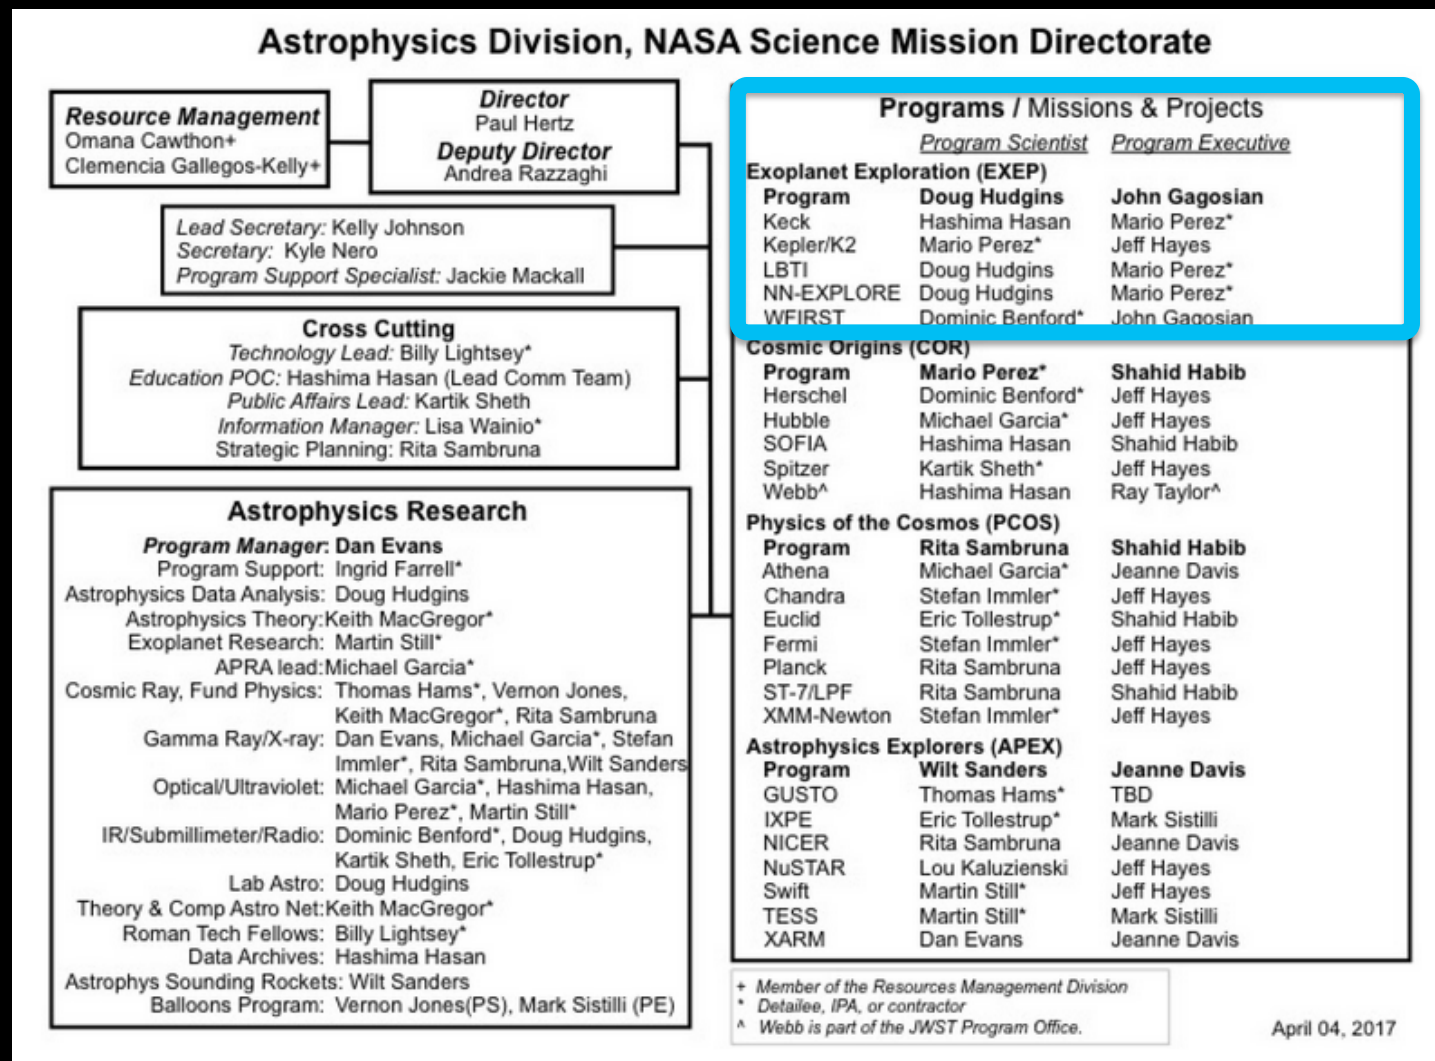 Astrophysics Division, NASA Science Mission Directorate
Resource Management
Omana Cawthon+
Clemencia Gallegos-Kelly+
Director
Paul Hertz
Deputy Director
Andrea Razzaghi
Lead Secretary: Kelly Johnson
Secretary: Kyle Nero
Program Support Specialist: Jackie Mackall
Cross Cutting
Technology Lead: Billy Lightsey*
Education POC: Hashima Hasan (Lead Comm Team)
Public Affairs Lead: Kartik Sheth
Information Manager: Lisa Wainio*
Strategic Planning: Rita Sambruna
Astrophysics Research
Program Manager: Dan Evans
Program Support: Ingrid Farrell*
Astrophysics Data Analysis: Doug Hudgins
Astrophysics Theory:Keith MacGregor*
Exoplanet Research: Martin Still*
APRA lead:Michael Garcia*
Cosmic Ray, Fund Physics: Thomas Hams*, Vernon Jones,
Keith MacGregor*, Rita Sambruna
Gamma Ray/X-ray: Dan Evans, Michael Garcia*, Stefan
Immler*, Rita Sambruna,Wilt Sanders
Optical/Ultraviolet: Michael Garcia*, Hashima Hasan,
Mario Perez*, Martin Still*
IR/Submillimeter/Radio: Dominic Benford*, Doug Hudgins,
Kartik Sheth, Eric Tollestrup*
Lab Astro: Doug Hudgins
Theory & Comp Astro Net:Keith MacGregor*
Roman Tech Fellows: Billy Lightsey*
Data Archives: Hashima Hasan
Astrophys Sounding Rockets: Wilt Sanders
Balloons Program: Vernon Jones(PS), Mark Sistilli (PE)
Programs / Missions & Projects
Program Scientist Program Executive
Exoplanet Exploration (EXEP)
Program Doug Hudgins John Gagosian
Keck Hashima Hasan Mario Perez*
Kepler/K2 Mario Perez* Jeff Hayes
LBTI Doug Hudgins Mario Perez*
NN-EXPLORE Doug Hudgins Mario Perez*
WFIRST Dominic Benford* John Gagosian
Cosmic Origins (COR)
Program Mario Perez* Shahid Habib
Herschel Dominic Benford* Jeff Hayes
Hubble Michael Garcia* Jeff Hayes
SOFIA Hashima Hasan Shahid Habib
Spitzer Kartik Sheth* Jeff Hayes
Webb^ Hashima Hasan Ray Taylor^
Physics of the Cosmos (PCOS)
Program Rita Sambruna Shahid Habib
Athena Michael Garcia* Jeanne Davis
Chandra Stefan Immler* Jeff Hayes
Euclid Eric Tollestrup* Shahid Habib
Fermi Stefan Immler* Jeff Hayes
Planck Rita Sambruna Jeff Hayes
ST-7/LPF Rita Sambruna Shahid Habib
XMM-Newton Stefan Immler* Jeff Hayes
Astrophysics Explorers (APEX)
Program Wilt Sanders Jeanne Davis
GUSTO Thomas Hams* TBD
IXPE Eric Tollestrup* Mark Sistilli
NICER Rita Sambruna Jeanne Davis
NuSTAR Lou Kaluzienski Jeff Hayes
Swift Martin Still* Jeff Hayes
TESS Martin Still* Mark Sistilli
XARM Dan Evans Jeanne Davis
+ Member of the Resources Management Division
* Detailee, IPA, or contractor
^ Webb is part of the JWST Program Office.
April 04, 2017